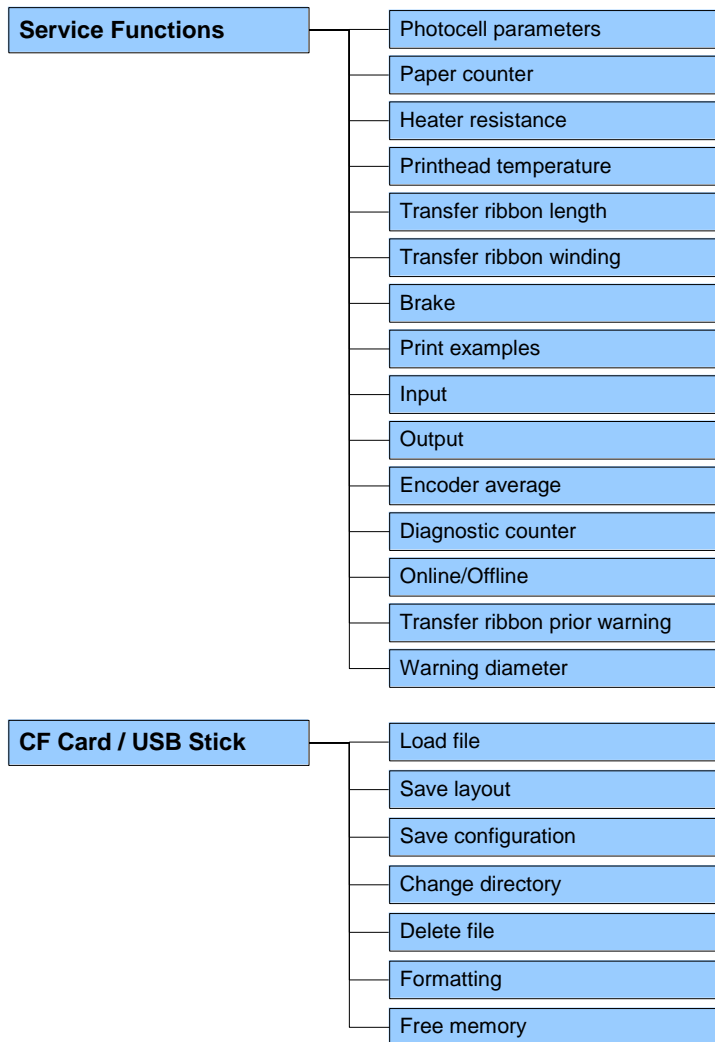 Service Functions
Photocell parameters
Paper counter
Heater resistance
Printhead temperature
Transfer ribbon length
Transfer ribbon winding
Brake
Print examples
Input
Output
Encoder average
Diagnostic counter
Online/Offline
Transfer ribbon prior warning
Warning diameter
CF Card / USB Stick
Load file
Save layout
Save configuration
Change directory
Delete file
Formatting
Free memory